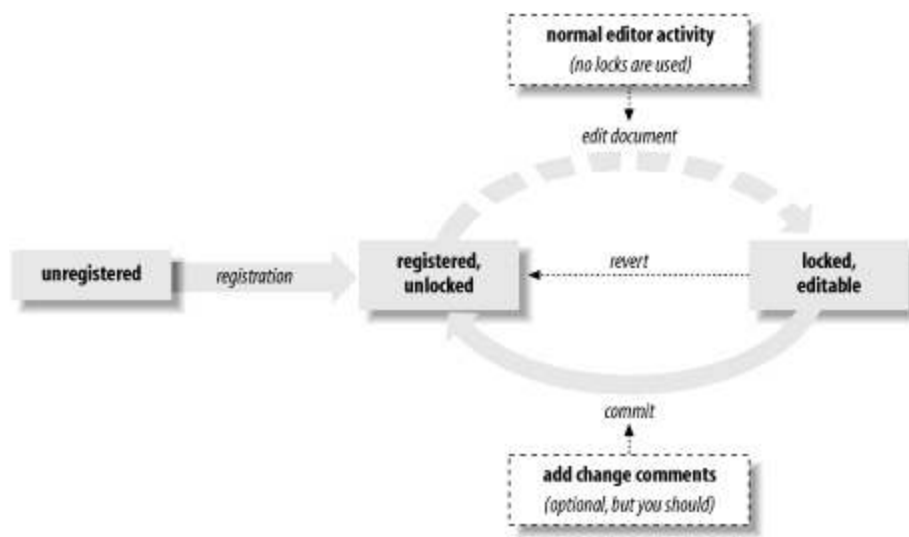 normal editor activity
(no locks are used)
edit document
unregistered
registration
registered,
unlocked
revert
locked,
editable
commit
add change comments
(optional, but you should)